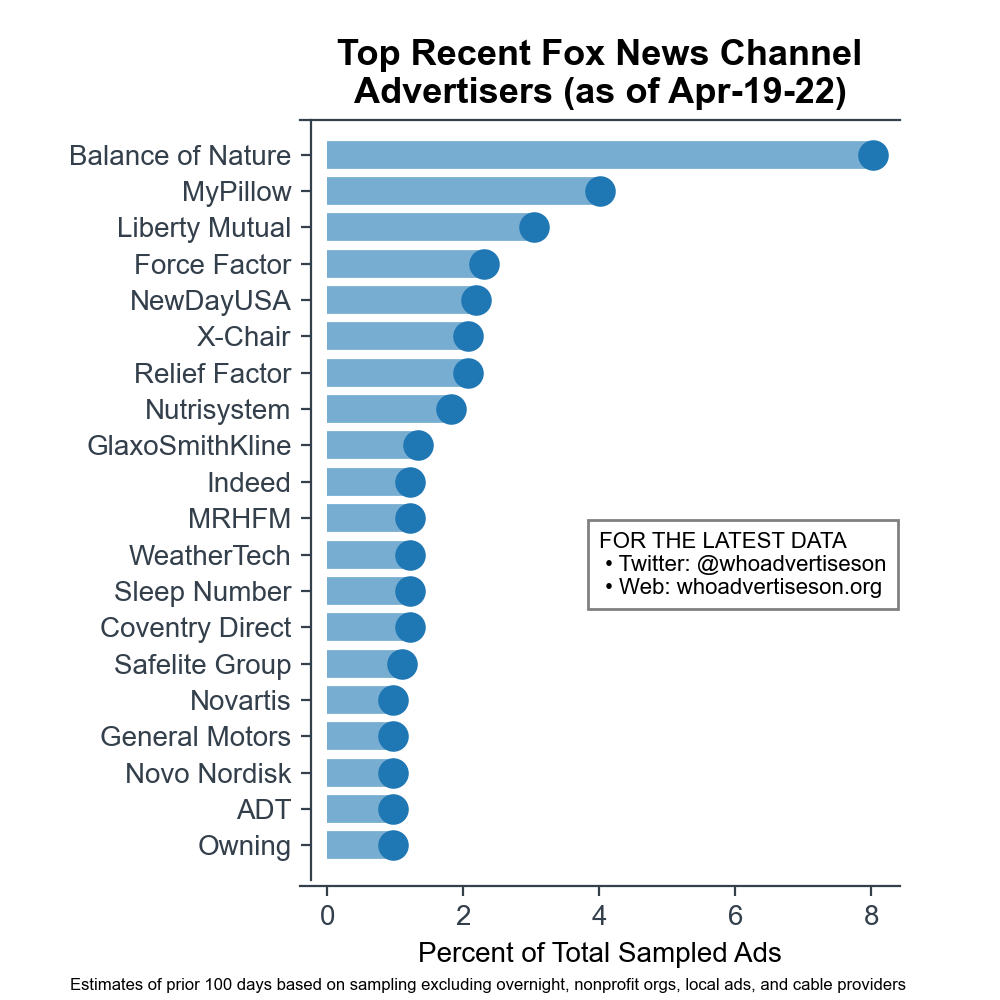 Top Recent Fox News Channel
Advertisers (as of Apr-19-22)
Balance of Nature
MyPillow
Liberty Mutual
Force Factor
NewDayUSA
X-Chair
Relief Factor
Nutrisystem
GlaxoSmithKline
Indeed
MRHFM
WeatherTech
Sleep Number
Coventry Direct
Safelite Group
Novartis
General Motors
Novo Nordisk
ADT
Owning
FOR THE LATEST DATA
• Twitter: @whoadvertiseson
• Web: whoadvertiseson.org
0 2 4 6 8
Percent of Total Sampled Ads
Estimates of prior 100 days based on sampling excluding overnight, nonprofit orgs, local ads, and cable providers